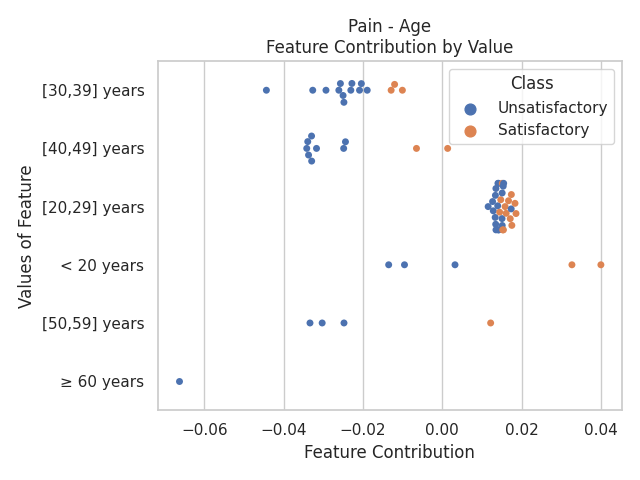 Pain - Age
Feature Contribution by Value
Class
Unsatisfactory
Satisfactory
Values of Feature
[30,39] years
[40,49] years
[20,29] years
< 20 years
[50,59] years
≥ 60 years
−0.06 −0.04 −0.02 0.00 0.02 0.04
Feature Contribution